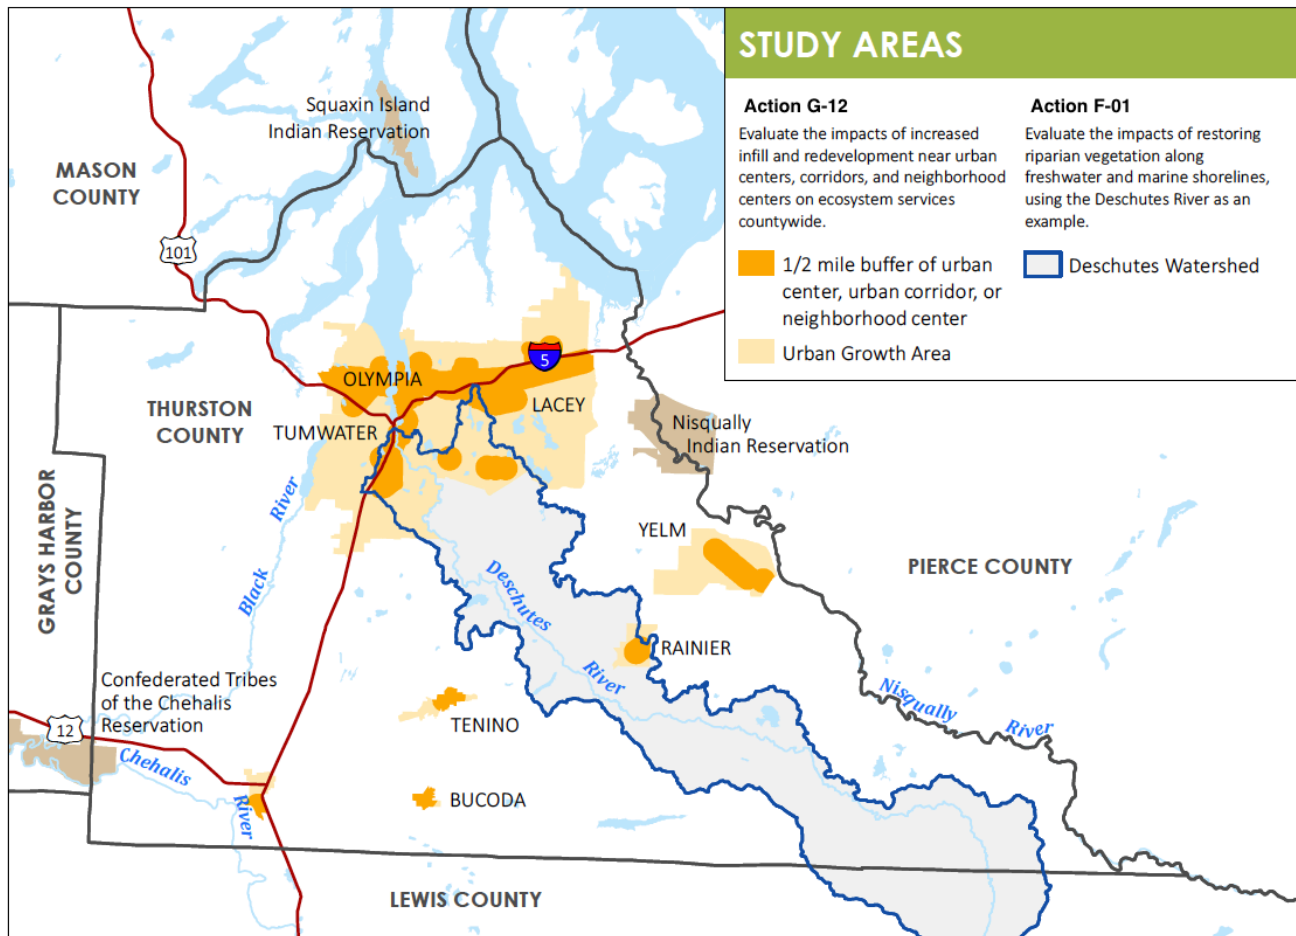 STUDY AREAS
Action G-12
Evaluate the impacts of increased
infill and redevelopment near urban
centers, corridors, and neighborhood
centers on ecosystem services
countywide.
1/2 mile buffer of urban
center, urban corridor, or
neighborhood center
Urban Growth Area
Action F-01
Evaluate the impacts of restoring
riparian vegetation along
freshwater and marine shorelines,
using the Deschutes River as an
example.
Deschutes Watershed
Squaxin Island
Indian Reservation
MASON
COUNTY
101
5
OLYMPIA
LACEY
THURSTON
COUNTY
TUMWATER
Nisqually
Indian Reservation
GRAYS HARBOR
COUNTY
Black
River
YELM
PIERCE COUNTY
Deschutes
River
RAINIER
Confederated Tribes
of the Chehalis
Reservation
Nisqually
River
12
TENINO
Chehalis
River
BUCODA
LEWIS COUNTY